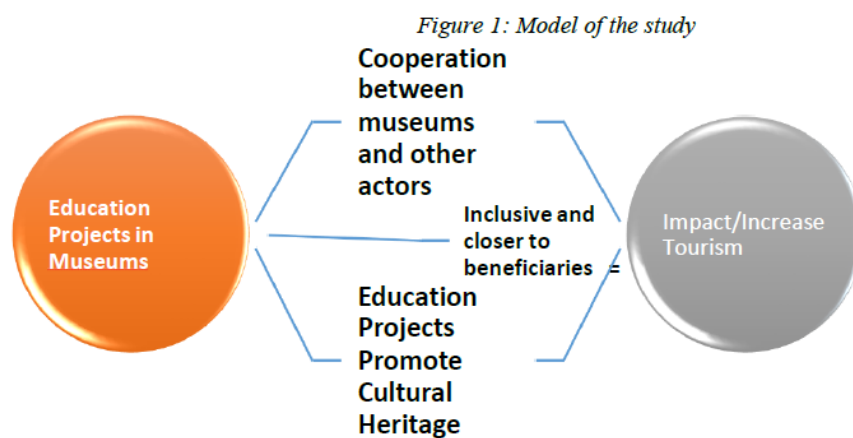 Figure 1: Model of the study
Cooperation
between
museums
and other
actors
Education
Projects in
Museums
Inclusive and
closer to
beneficiaries =
Impact/Increase
Tourism
Education
Projects
Promote
Cultural
Heritage